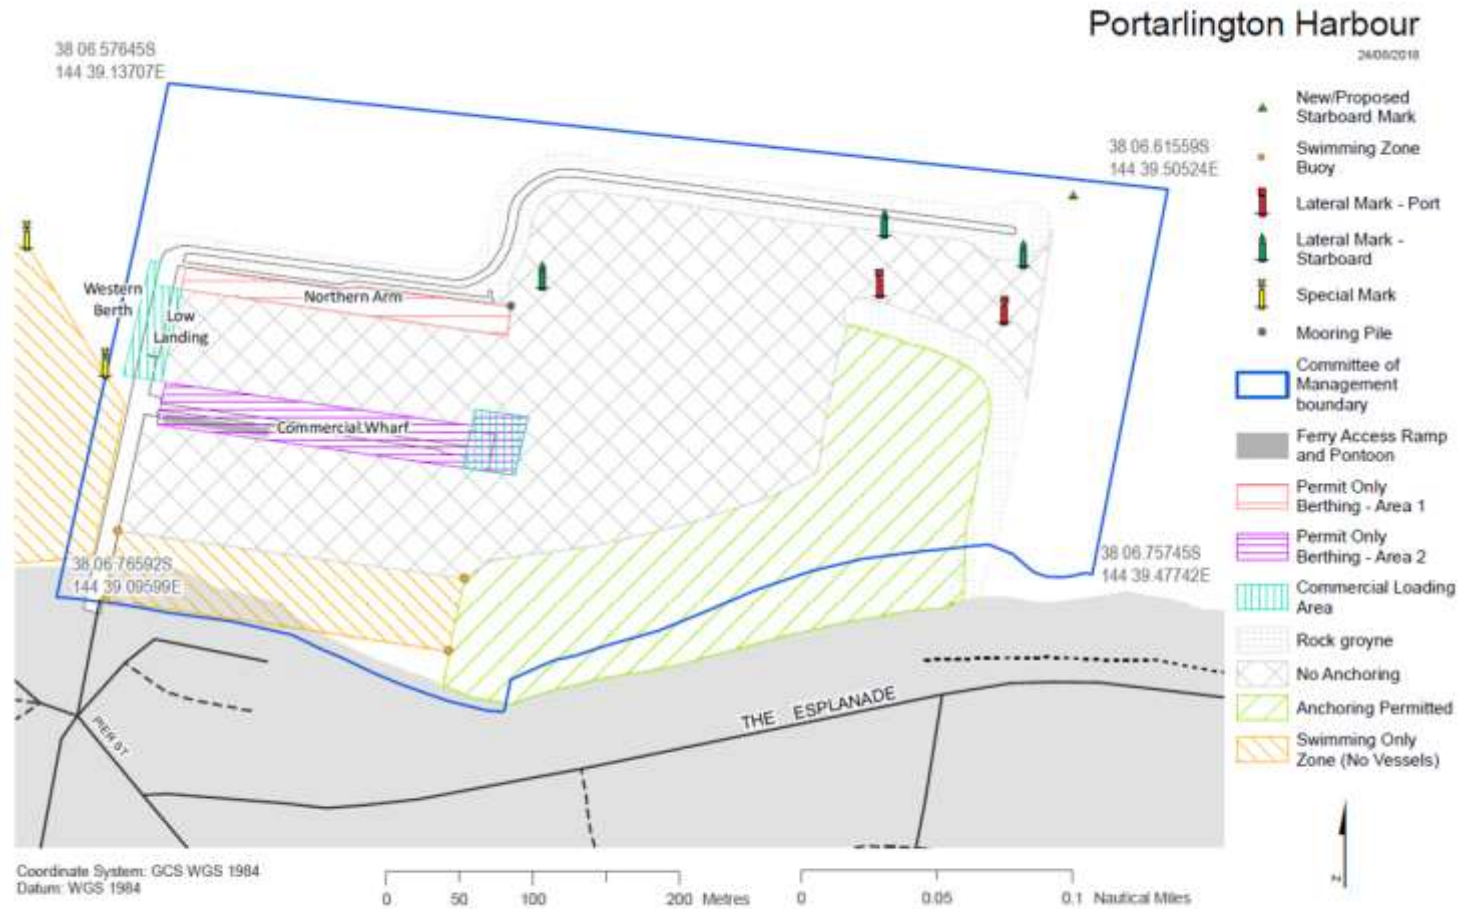 Portarlington Harbour
24/08/2018
38 06.57645S
144 39.13707E
38 06.61559S
144 39.50524E
Western
Berth
Low
Landing
Northern Arm
Commercial Wharf
38 06.76592S
144 39.09599E
38 06.75745S
144 39.47742E
THE ESPLANADE
PIER ST
New/Proposed
Starboard Mark
Swimming Zone
Buoy
Lateral Mark - Port
Lateral Mark -
Starboard
Special Mark
Mooring Pile
Committee of
Management
boundary
Ferry Access Ramp
and Pontoon
Permit Only
Berthing - Area 1
Permit Only
Berthing - Area 2
Commercial Loading
Area
Rock groyne
No Anchoring
Anchoring Permitted
Swimming Only
Zone (No Vessels)
Z
Coordinate System: GCS WGS 1984
Datum: WGS 1984
0 50 100 200 Metres
0 0.05 0.1 Nautical Miles